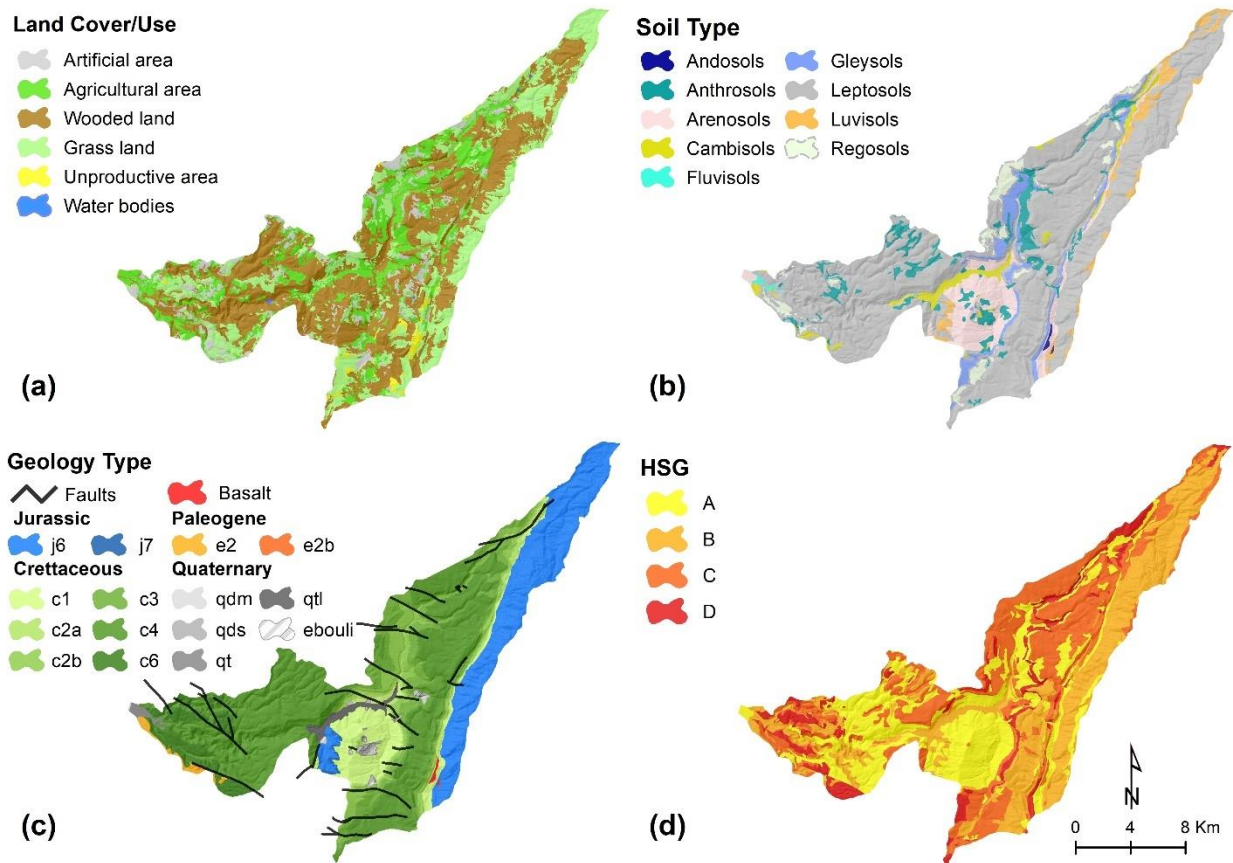 Land Cover/Use
Artificial area
Agricultural area
Wooded land
Grass land
Unproductive area
Water bodies
(a)
Soil Type
Andosols Gleysols
Anthrosols Leptosols
Arenosols Luvisols
Cambisols Regosols
Fluvisols
(b)
Geology Type
Faults Basalt
Jurassic Paleogene
j6 j7 e2 e2b
Crettaceous Quaternary
c1 c3 qdm qtl
c2a c4 qds ebouli
c2b c6 qt
(c)
HSG
A
B
C
D
(d)
N
0 4 8 Km